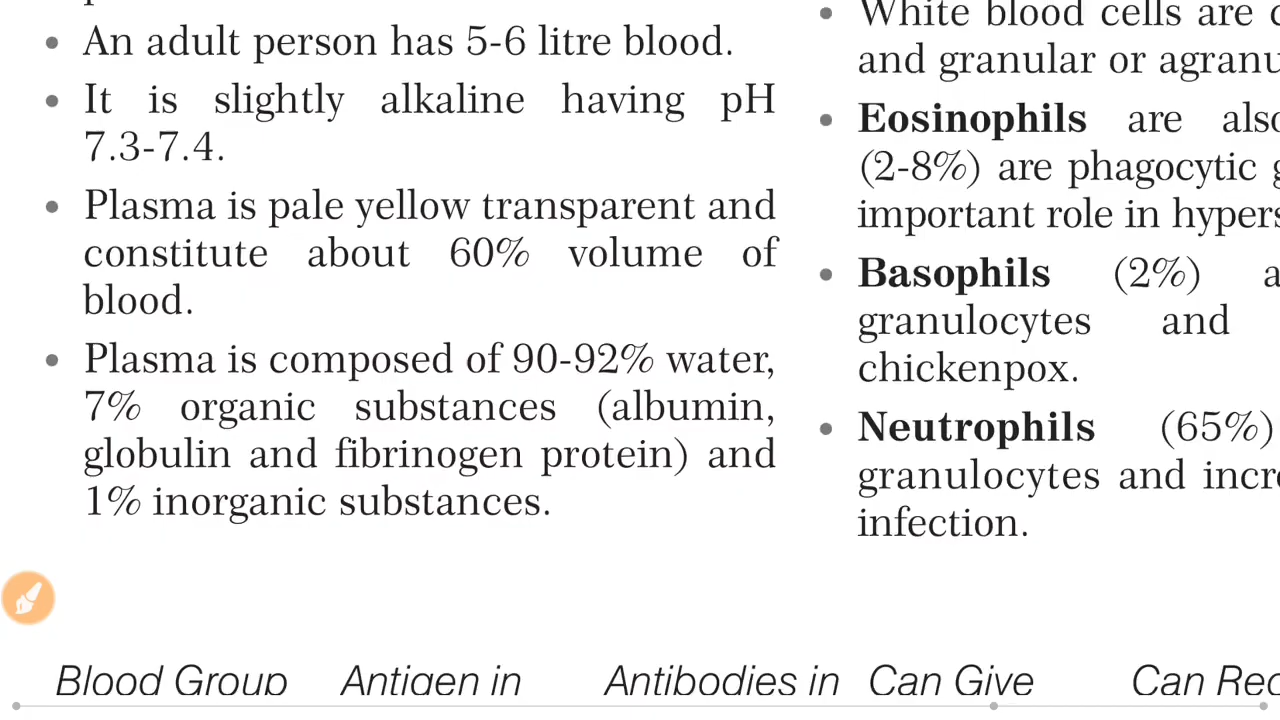 An adult person has 5-6 litre blood.
It is slightly alkaline having pH
7.3-7.4.
Plasma is pale yellow transparent and
constitute about 60% volume of
blood.
Plasma is composed of 90-92% water,
7% organic substances (albumin,
globulin and fibrinogen protein) and
1% inorganic substances.
White blood cells are
and granular or
Eosinophils are
(2-8%) are phagocytic
important role in
Basophils (2%)
granulocytes and
chickenpox.
Neutrophils (65%)
granulocytes and
infection.
Blood Group Antigen in Antibodies in Can Give Can